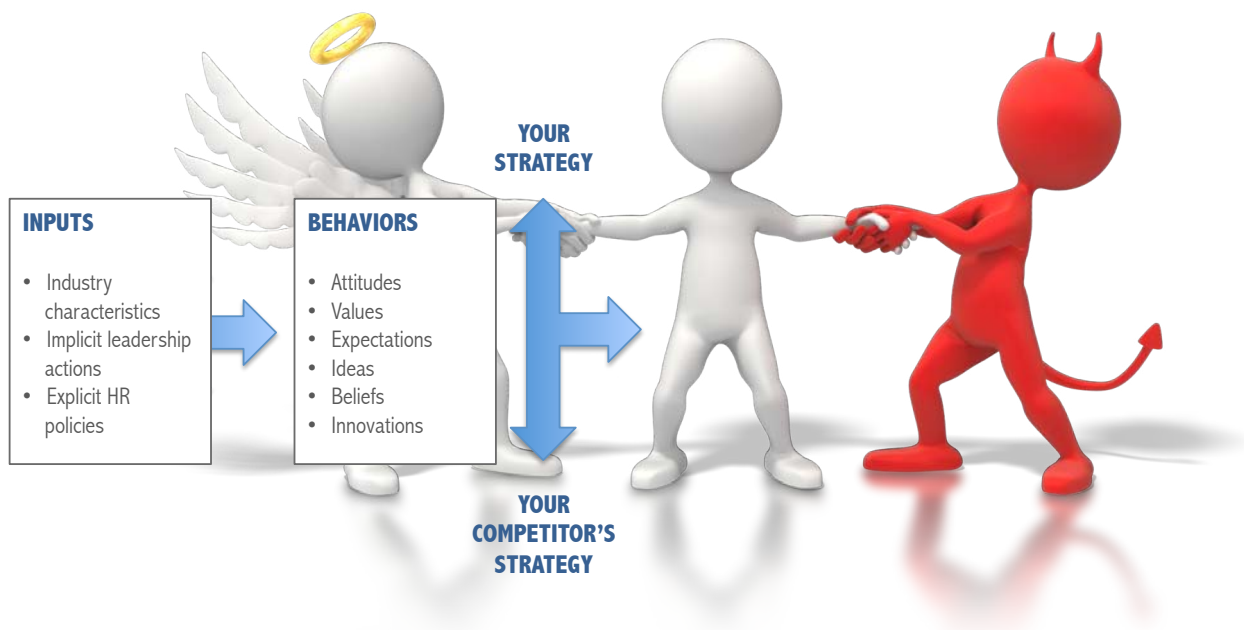 YOUR
STRATEGY
INPUTS
• Industry
characteristics
• Implicit leadership
actions
• Explicit HR
policies
BEHAVIORS
• Attitudes
• Values
• Expectations
• Ideas
• Beliefs
• Innovations
YOUR
COMPETITOR’S
STRATEGY